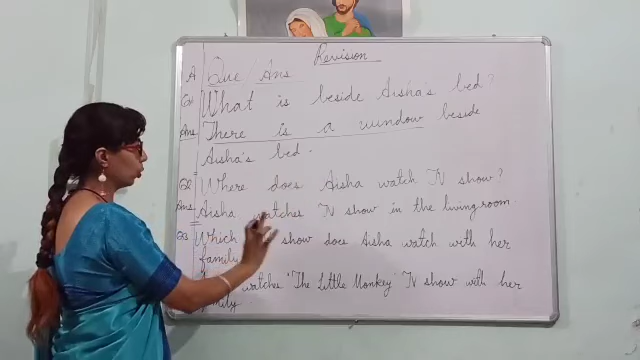 Revision
A Que / Ans
Q1 What is beside Aisha's bed?
Ans There is a window beside
Aisha's bed.
Q2 Where does Aisha watch TV show?
Ans Aisha watches TV show in the living room.
Q3 Which show does Aisha watch with her
family
watches "The Little Monkey" TV show with her
family